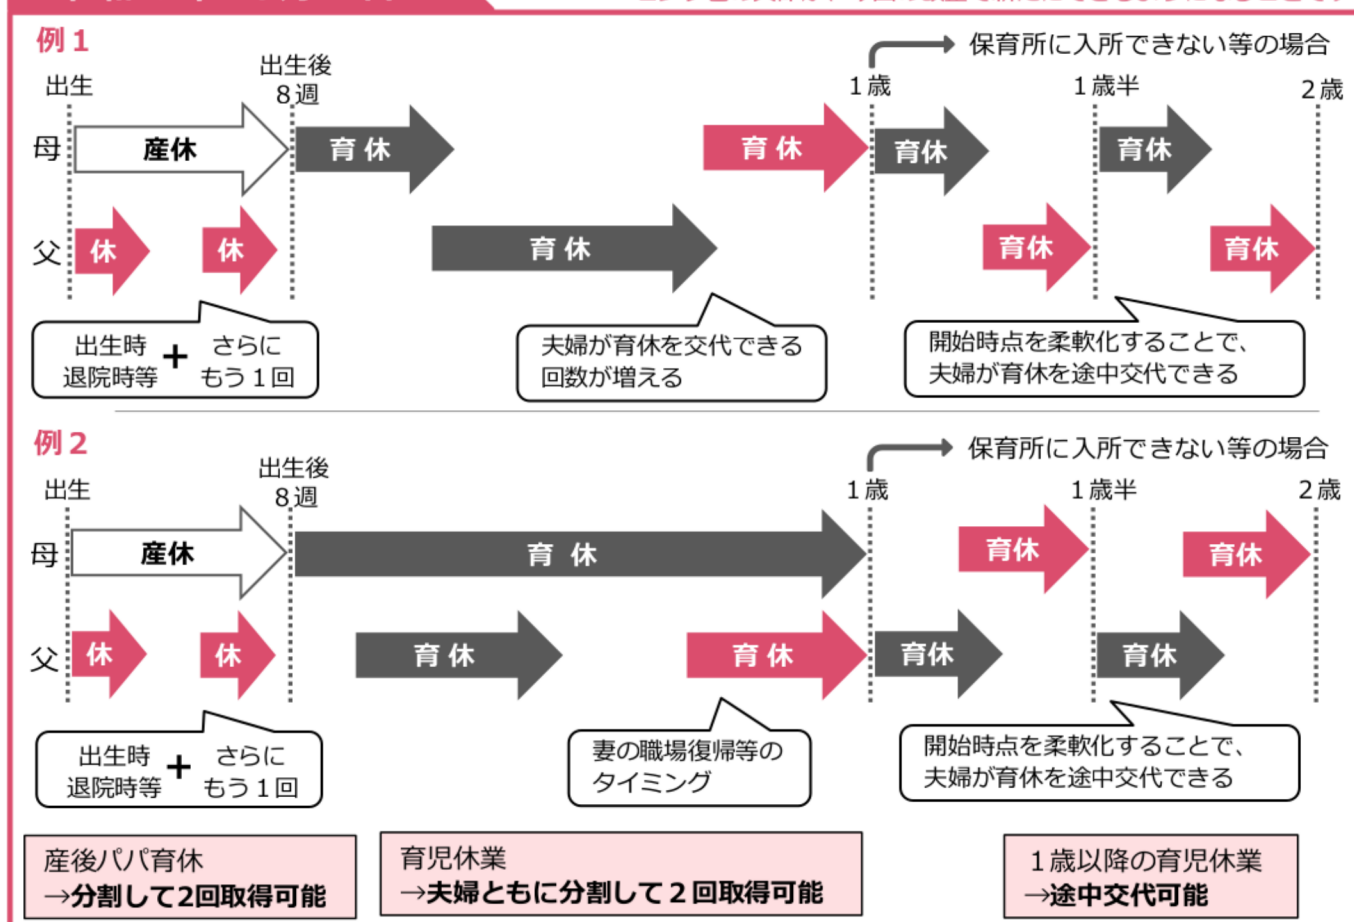 例１
保育所に入所できない等の場合
出生
出生後
８週
１歳
１歳半
２歳
母
産休
育休
育休
育休
育休
父
休
休
育休
育休
育休
出生時
退院時等
＋
さらに
もう１回
夫婦が育休を交代できる
回数が増える
開始時点を柔軟化することで、
夫婦が育休を途中交代できる
例２
保育所に入所できない等の場合
出生
出生後
８週
１歳
１歳半
２歳
母
産休
育休
育休
育休
父
休
休
育休
育休
育休
育休
出生時
退院時等
＋
さらに
もう１回
妻の職場復帰等の
タイミング
開始時点を柔軟化することで、
夫婦が育休を途中交代できる
産後パパ育休
→分割して2回取得可能
育児休業
→夫婦ともに分割して２回取得可能
１歳以降の育児休業
→途中交代可能